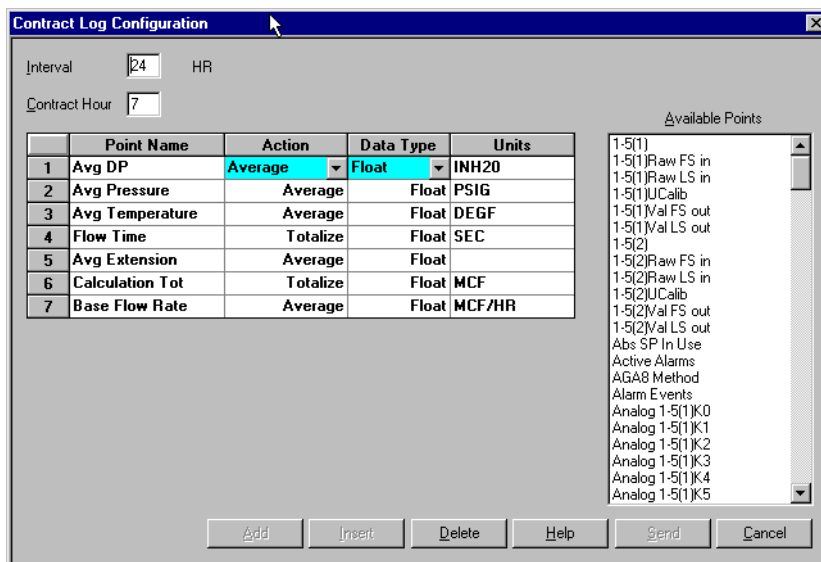 Contract Log Configuration
Interval 24 HR
Contract Hour 7
Point Name Action Data Type Units
1 Avg DP Average Float INH20
2 Avg Pressure Average Float PSIG
3 Avg Temperature Average Float DEGF
4 Flow Time Totalize Float SEC
5 Avg Extension Average Float
6 Calculation Tot Totalize Float MCF
7 Base Flow Rate Average Float MCF/HR
Available Points
1-5(1)
1-5(1)Raw FS in
1-5(1)Raw LS in
1-5(1)UCalib
1-5(1)Val FS out
1-5(1)Val LS out
1-5(2)
1-5(2)Raw FS in
1-5(2)Raw LS in
1-5(2)UCalib
1-5(2)Val FS out
1-5(2)Val LS out
Abs SP In Use
Active Alarms
AGA8 Method
Alarm Events
Analog 1-5(1)K0
Analog 1-5(1)K1
Analog 1-5(1)K2
Analog 1-5(1)K3
Analog 1-5(1)K4
Analog 1-5(1)K5
Add Insert Delete Help Send Cancel